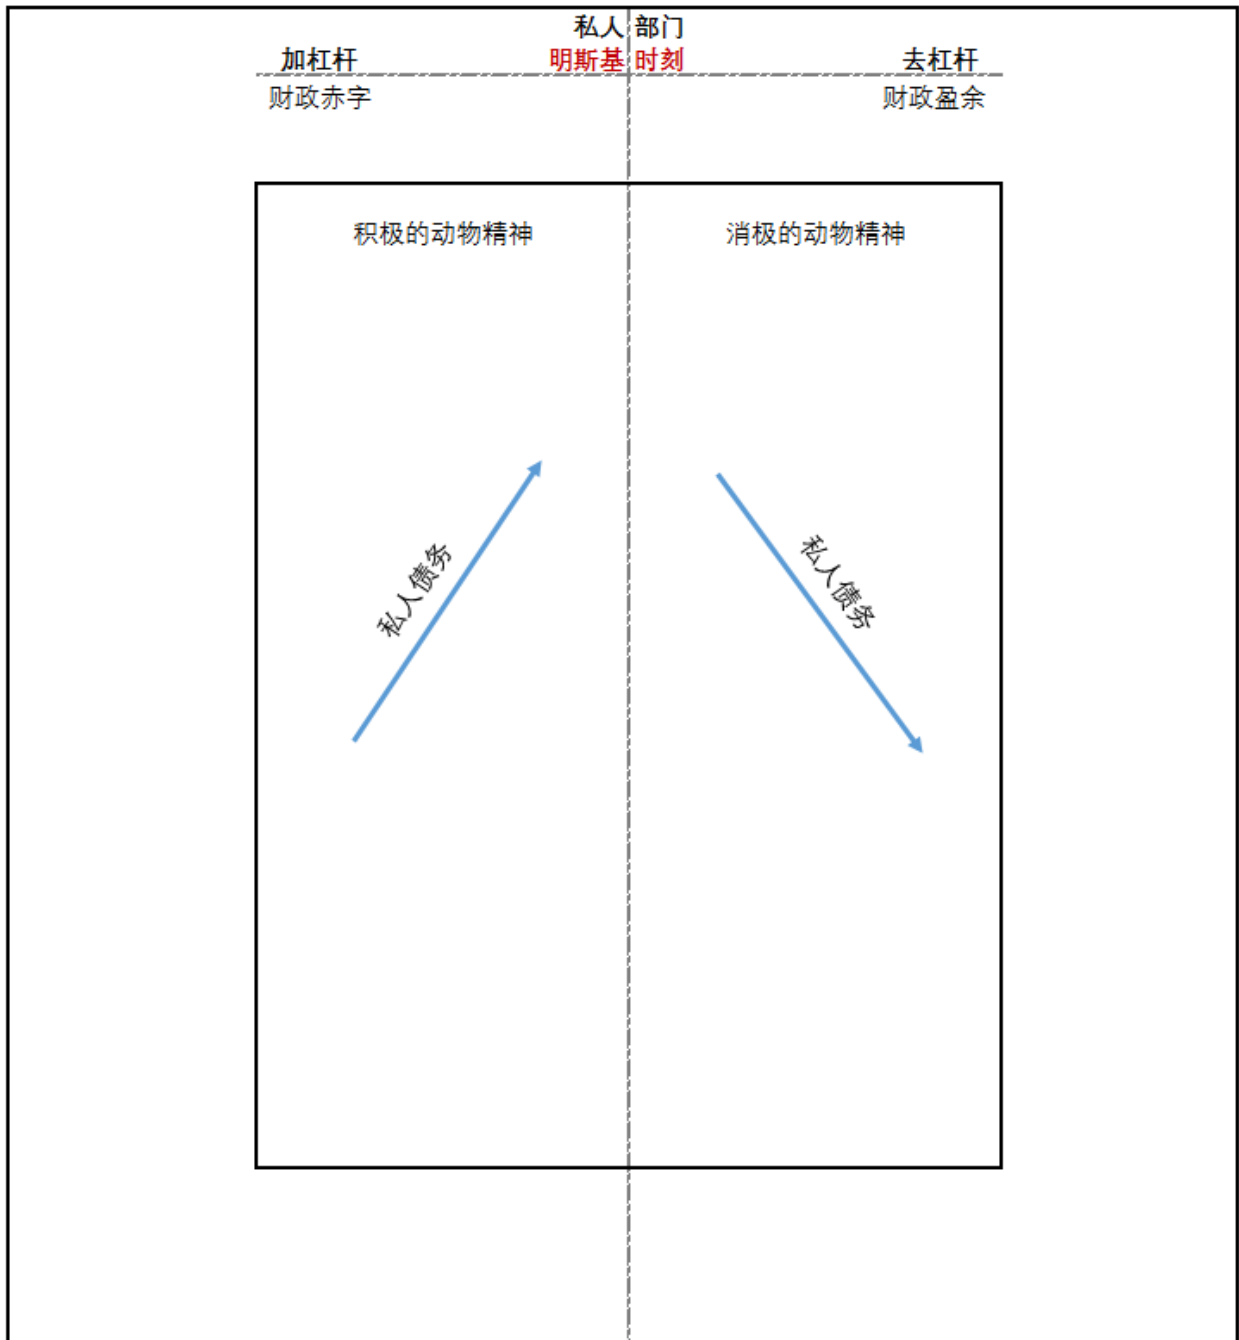 私人 部门
加杠杆 明斯基 时刻 去杠杆
财政赤字 财政盈余
积极的动物精神 消极的动物精神
私人债务
私人债务